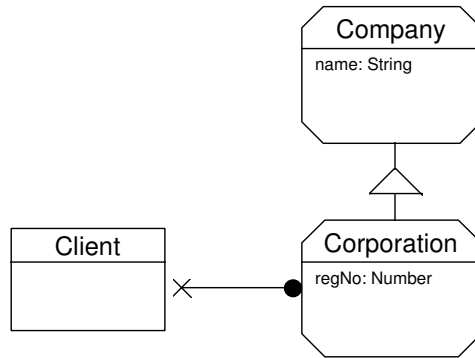 Company
name: String
Client
Corporation
regNo: Number